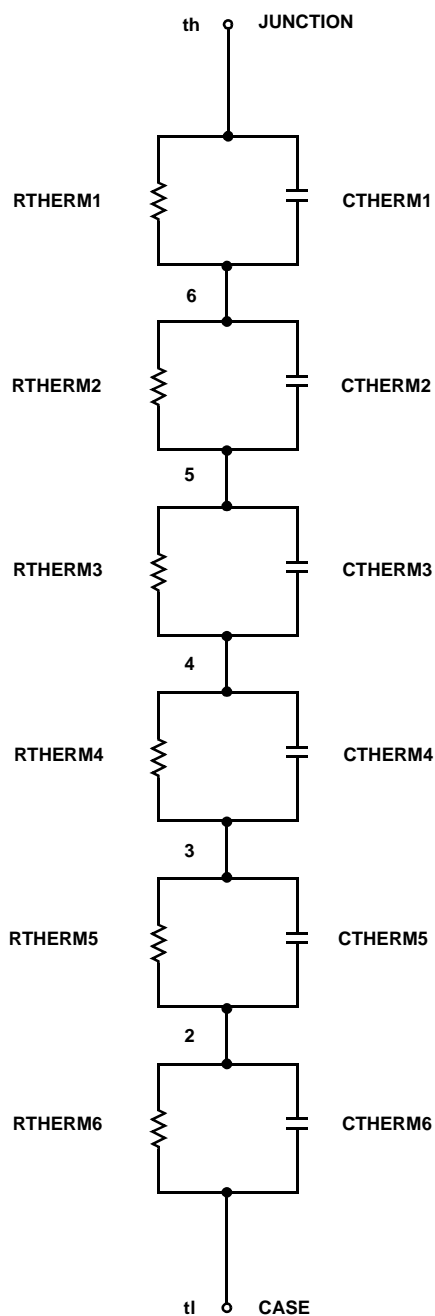 th JUNCTION
RTHERM1 CTHERM1
6
RTHERM2 CTHERM2
5
RTHERM3 CTHERM3
4
RTHERM4 CTHERM4
3
RTHERM5 CTHERM5
2
RTHERM6 CTHERM6
tl CASE